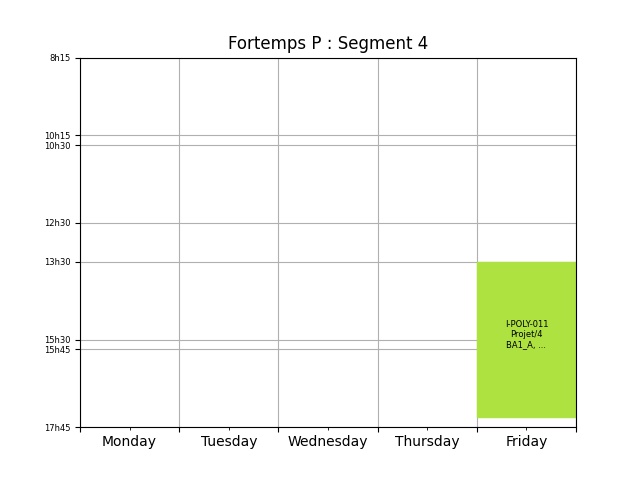 Fortemps P : Segment 4
8h15
10h15
10h30
12h30
13h30
I-POLY-011
Projet/4
BA1_A, ...
15h30
15h45
17h45
Monday Tuesday Wednesday Thursday Friday